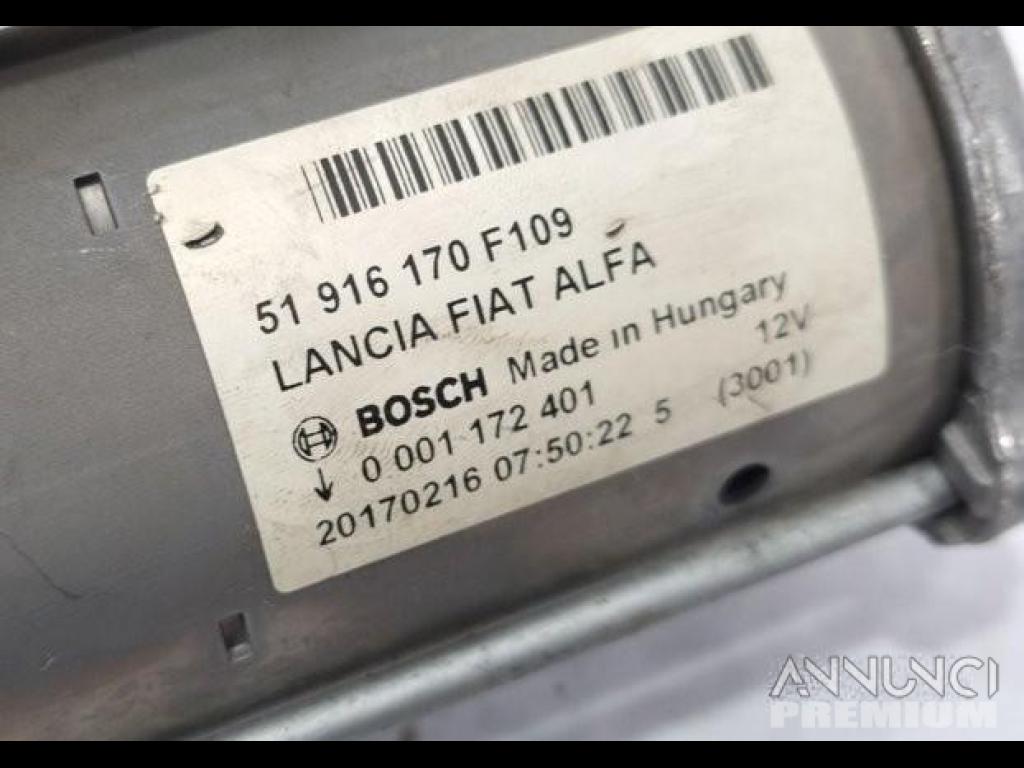 51 916 170 F109
LANCIA FIAT ALFA
BOSCH Made in Hungary
0 001 172 401 12V
20170216 07:50:22 5 (3001)
ANNUNCI
PREMIUM